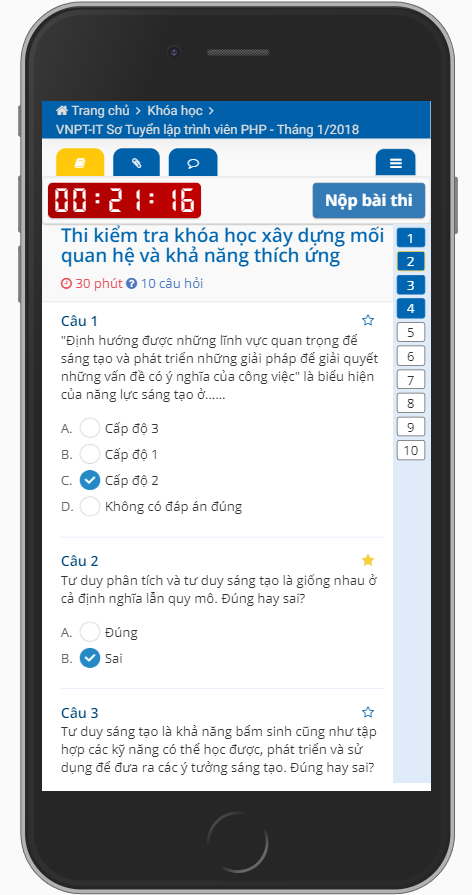 Trang chủ > Khóa học >
VNPT-IT Sơ Tuyển lập trình viên PHP - Tháng 1/2018
00:21:16
Nộp bài thi
Thi kiểm tra khóa học xây dựng mối
quan hệ và khả năng thích ứng
30 phút 10 câu hỏi
1
2
3
4
5
6
7
8
9
10
Câu 1
"Định hướng được những lĩnh vực quan trọng để
sáng tạo và phát triển những giải pháp để giải quyết
những vấn đề có ý nghĩa của công việc" là biểu hiện
của năng lực sáng tạo ở......
A. Cấp độ 3
B. Cấp độ 1
C. Cấp độ 2
D. Không có đáp án đúng
Câu 2
Tư duy phân tích và tư duy sáng tạo là giống nhau ở
cả định nghĩa lẫn quy mô. Đúng hay sai?
A. Đúng
B. Sai
Câu 3
Tư duy sáng tạo là khả năng bẩm sinh cũng như tập
hợp các kỹ năng có thể học được, phát triển và sử
dụng để đưa ra các ý tưởng sáng tạo. Đúng hay sai?